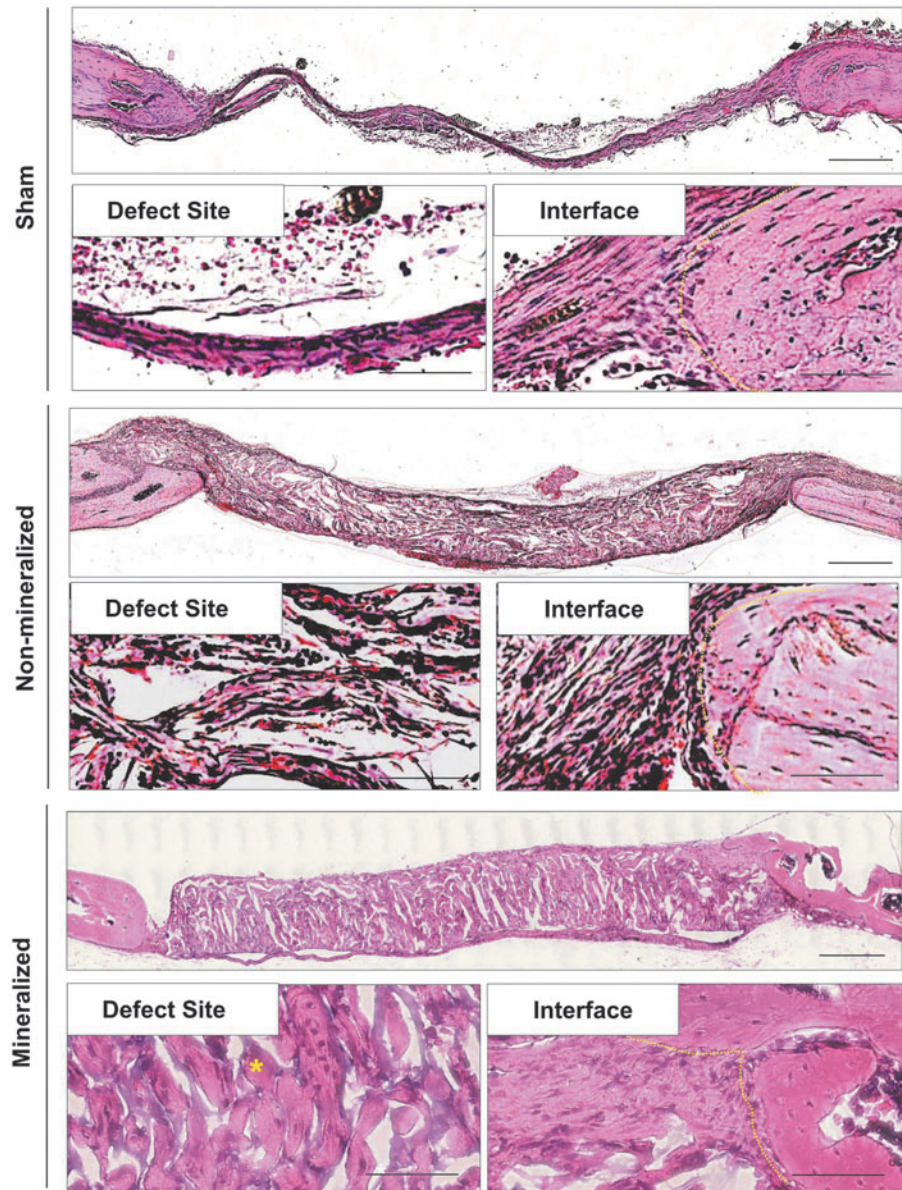 Sham
Defect Site
Interface
Non-mineralized
Defect Site
Interface
Mineralized
Defect Site
*
Interface